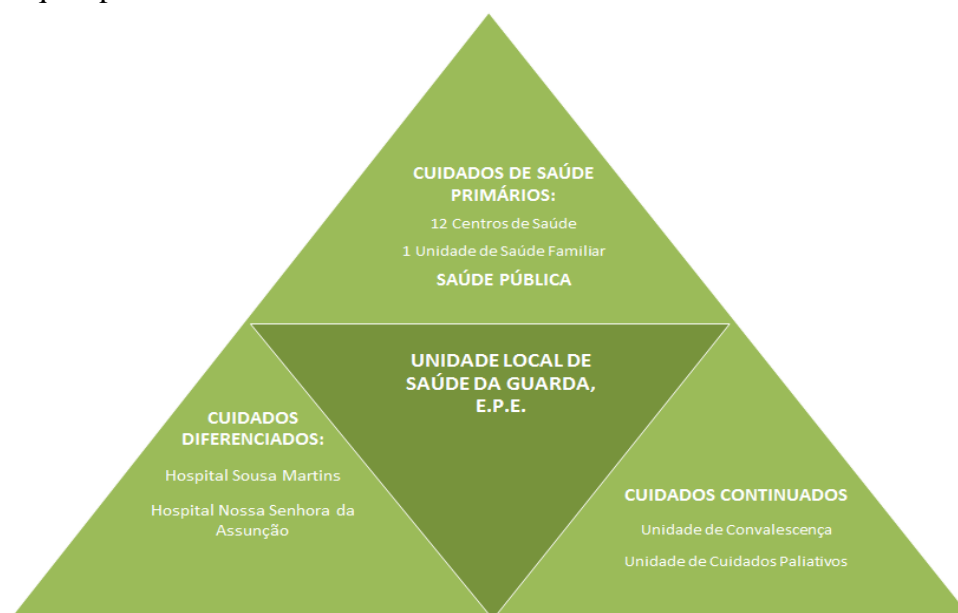 CUIDADOS DE SAÚDE
PRIMÁRIOS:
12 Centros de Saúde
1 Unidade de Saúde Familiar
SAÚDE PÚBLICA
UNIDADE LOCAL DE
SAÚDE DA GUARDA,
E.P.E.
CUIDADOS
DIFERENCIADOS:
Hospital Sousa Martins
Hospital Nossa Senhora da
Assunção
CUIDADOS CONTINUADOS
Unidade de Convalescença
Unidade de Cuidados Paliativos